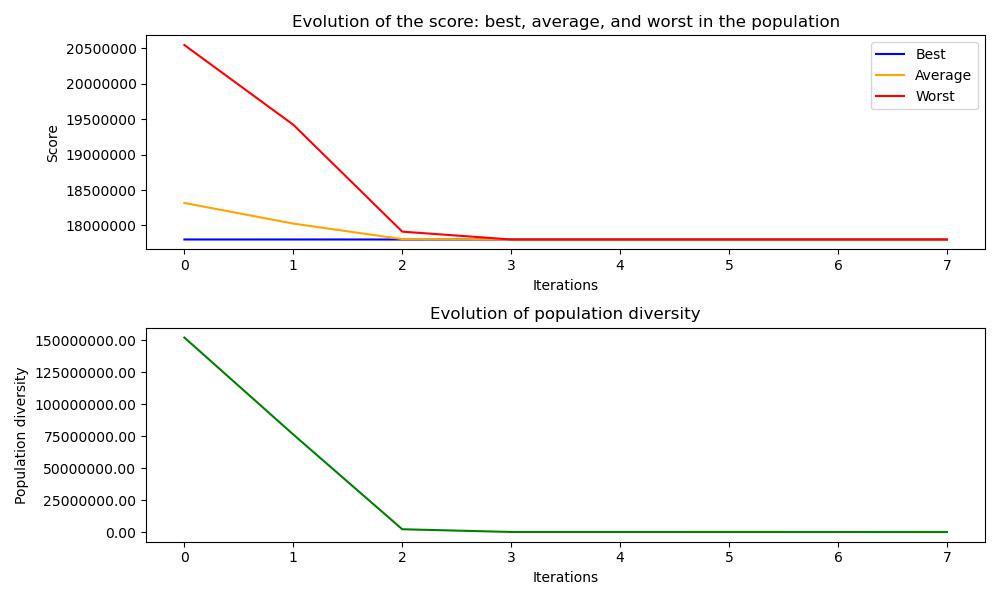 Evolution of the score: best, average, and worst in the population
20500000
20000000
19500000
19000000
18500000
18000000
Score
Best
Average
Worst
0 1 2 3 4 5 6 7
Iterations
Evolution of population diversity
150000000.00
125000000.00
100000000.00
75000000.00
50000000.00
25000000.00
0.00
Population diversity
0 1 2 3 4 5 6 7
Iterations